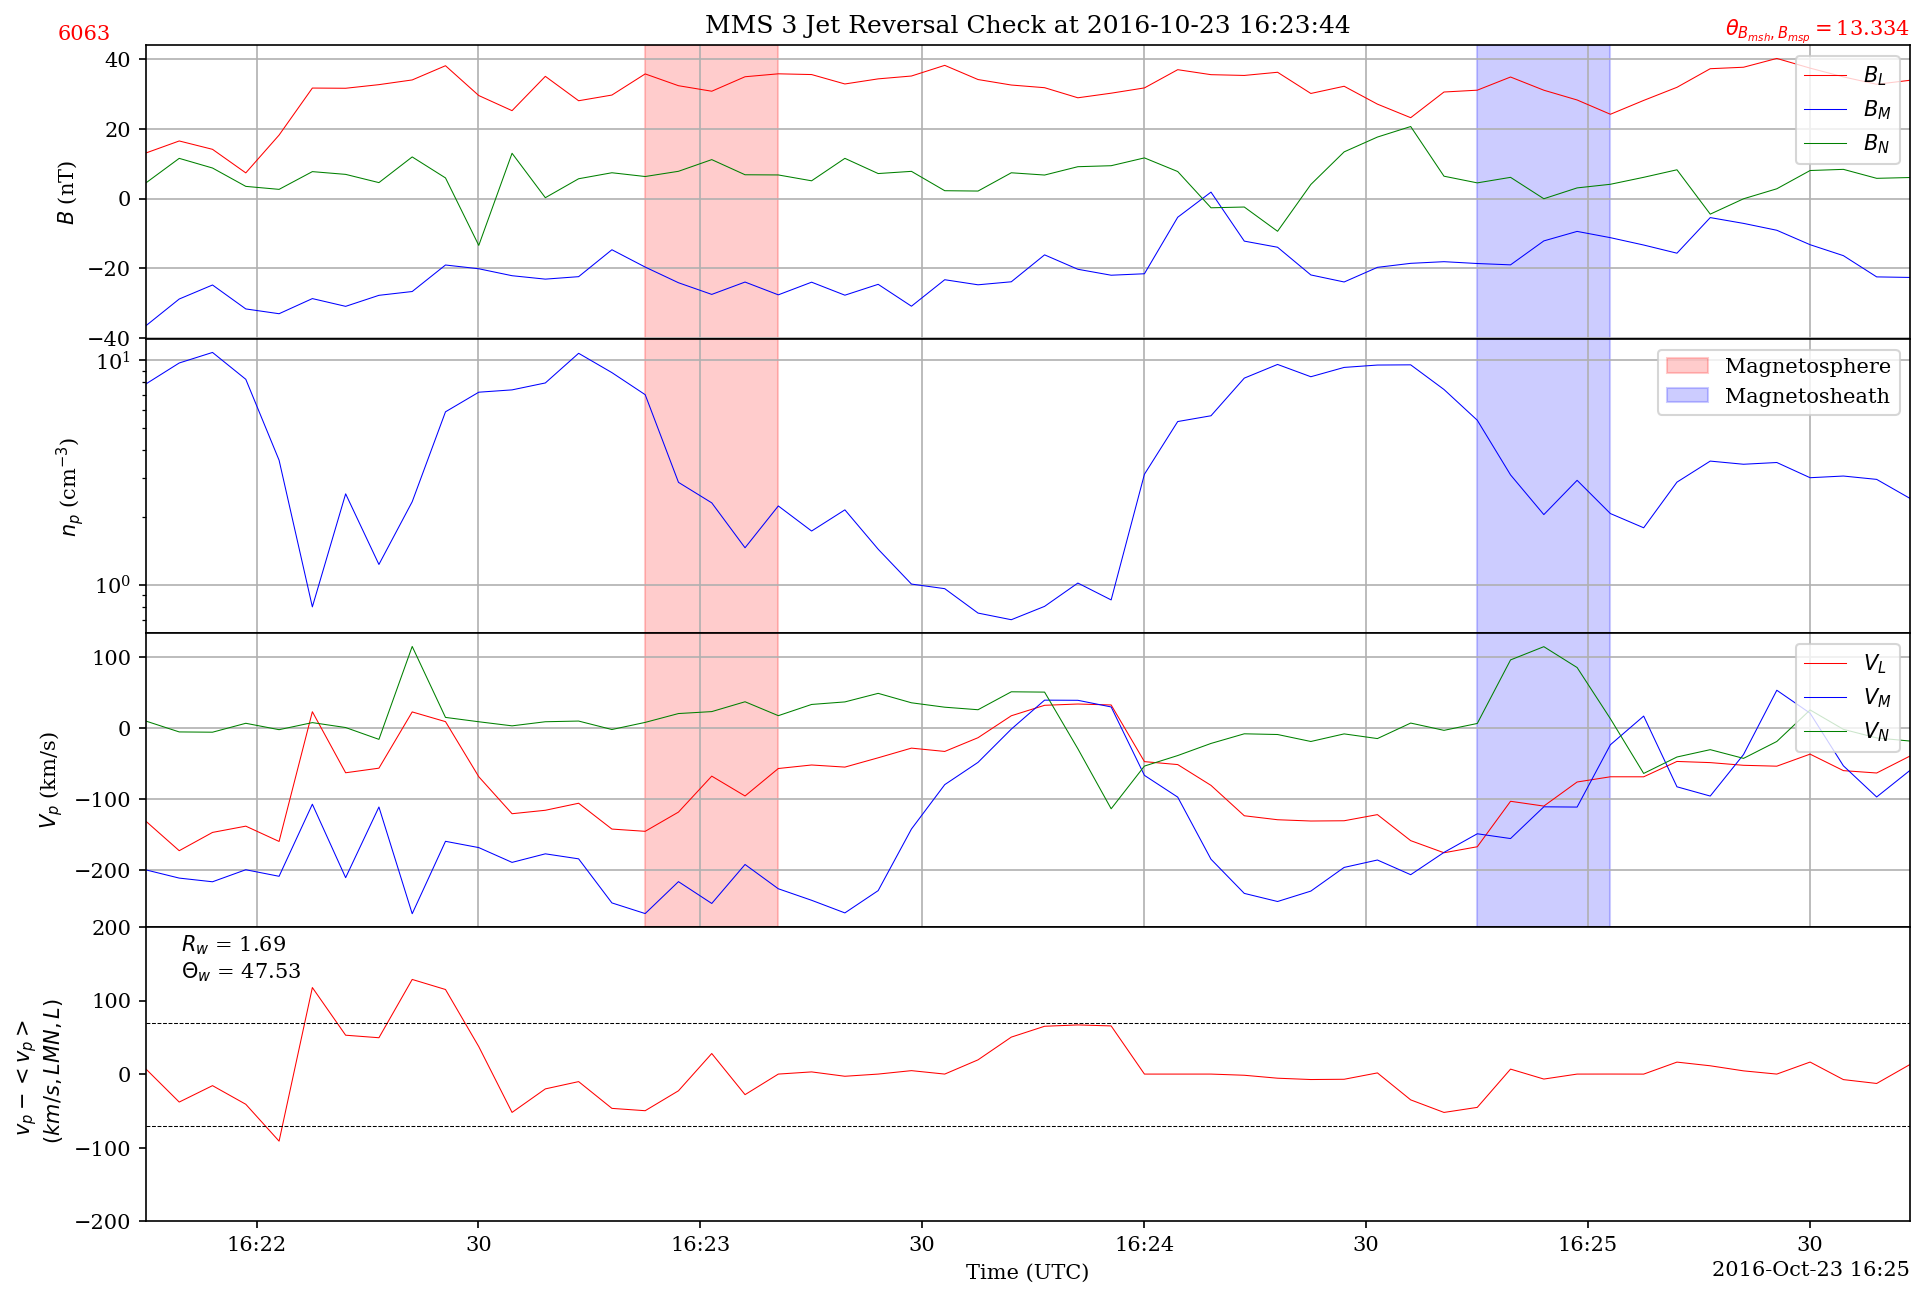 6063
MMS 3 Jet Reversal Check at 2016-10-23 16:23:44
θ_{B_{msh}, B_{msp}} = 13.334
40
20
0
−20
−40
B (nT)
B_L
B_M
B_N
10^1
10^0
n_p (cm^{−3})
Magnetosphere
Magnetosheath
100
0
−100
−200
V_p (km/s)
V_L
V_M
V_N
200
100
0
−100
−200
v_p − < v_p >
(km/s, LMN, L)
R_w = 1.69
Θ_w = 47.53
16:22
30
16:23
30
16:24
30
16:25
30
Time (UTC)
2016-Oct-23 16:25